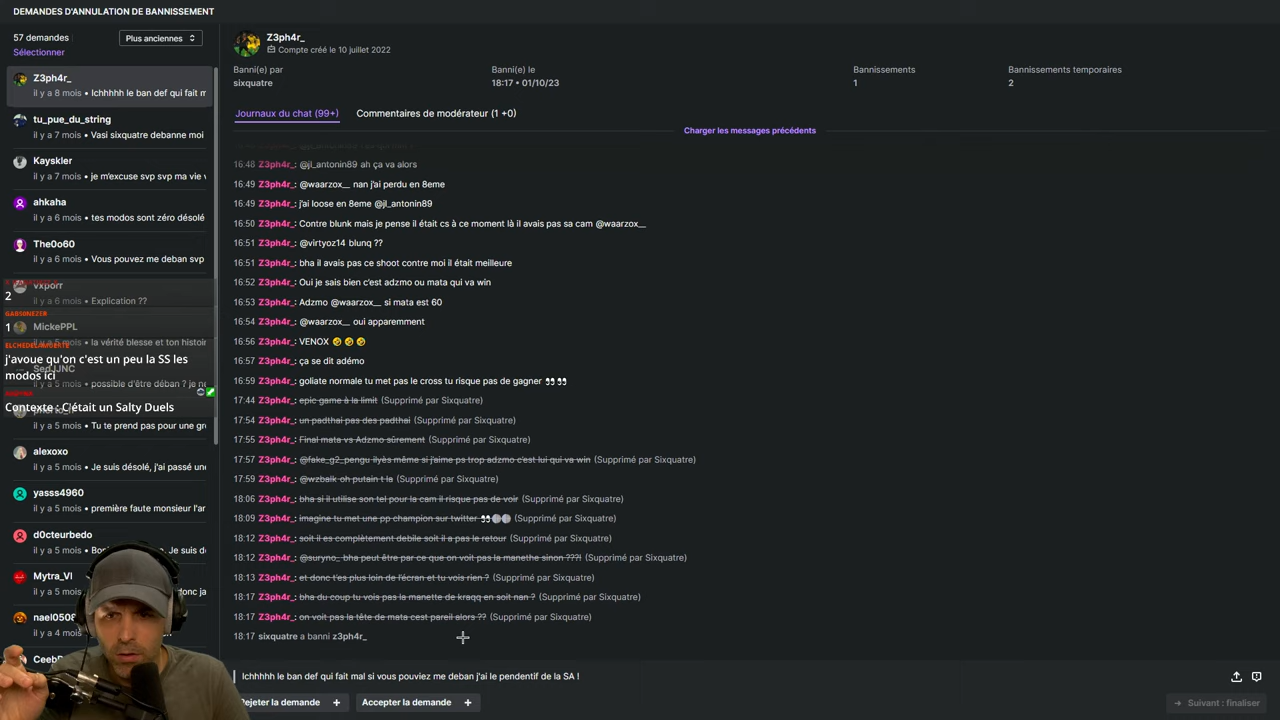 DEMANDES D'ANNULATION DE BANNISSEMENT
57 demandes
Plus anciennes
Sélectionner
Z3ph4r_
il y a 8 mois • Ichhhhh le ban def qui fait m
tu_pue_du_string
il y a 7 mois • Vasi sixquatre debanne moi
Kayskler
il y a 7 mois • je m'excuse svp svp ma vie v
ahkaha
il y a 6 mois • tes modos sont zéro désolé
The0o60
il y a 6 mois • Vous pouvez me deban svp
vxporr
il y a 6 mois • Explication ??
2
MickePPL
1
il y a 5 mois • la vérité blesse et ton histoir
j'avoue qu'on c'est un peu la SS les
modos ici
il y a 5 mois • possible d'être déban ? je ne
Contexte : C'était un Salty Duels
il y a 5 mois • Tu te prend pas pour une gr
alexoxo
il y a 5 mois • Je suis désolé, j'ai passé un
yasss4960
il y a 5 mois • première faute monsieur l'ar
d0cteurbedo
il y a 5 mois
Mytra_VI
nael0508
il y a 4 mois
Z3ph4r_
Compte créé le 10 juillet 2022
Banni(e) par
sixquatre
Banni(e) le
18:17 • 01/10/23
Bannissements
1
Bannissements temporaires
2
Journaux du chat (99+)
Commentaires de modérateur (1 +0)
Charger les messages précédents
16:48 Z3ph4r_: @jl_antonin89 ah ça va alors
16:49 Z3ph4r_: @waarzox__ nan j'ai perdu en 8eme
16:49 Z3ph4r_: j'ai loose en 8eme @jl_antonin89
16:50 Z3ph4r_: Contre blunk mais je pense il était cs à ce moment là il avais pas sa cam @waarzox__
16:51 Z3ph4r_: @virtyoz14 blunq ??
16:51 Z3ph4r_: bha il avais pas ce shoot contre moi il était meilleure
16:52 Z3ph4r_: Oui je sais bien c'est adzmo ou mata qui va win
16:53 Z3ph4r_: Adzmo @waarzox__ si mata est 60
16:54 Z3ph4r_: @waarzox__ oui apparemment
16:56 Z3ph4r_: VENOX 🤣 🤣 🤣
16:57 Z3ph4r_: ça se dit adémo
16:59 Z3ph4r_: goliate normale tu met pas le cross tu risque pas de gagner 👀 👀
17:44 Z3ph4r_: epic game à la limit (Supprimé par Sixquatre)
17:54 Z3ph4r_: un padthai pas des padthai (Supprimé par Sixquatre)
17:55 Z3ph4r_: Final mata vs Adzmo sûrement (Supprimé par Sixquatre)
17:57 Z3ph4r_: @fake_g2_pengu ilyès même si j'aime ps trop adzmo c'est lui qui va win (Supprimé par Sixquatre)
17:59 Z3ph4r_: @wzbalk oh putain t la (Supprimé par Sixquatre)
18:06 Z3ph4r_: bha si il utilise son tel pour la cam il risque pas de voir (Supprimé par Sixquatre)
18:09 Z3ph4r_: imagine tu met une pp champion sur twitter (Supprimé par Sixquatre)
18:12 Z3ph4r_: soit il es complètement debile soit il a pas le retour (Supprimé par Sixquatre)
18:12 Z3ph4r_: @suryno_ bha peut être par ce que on voit pas la manethe sinon ???! (Supprimé par Sixquatre)
18:13 Z3ph4r_: et donc t'es plus loin de l'écran et tu vois rien ? (Supprimé par Sixquatre)
18:17 Z3ph4r_: bha du coup tu vois pas la manette de kraqq en soit nan ? (Supprimé par Sixquatre)
18:17 Z3ph4r_: on voit pas la tête de mata cest pareil alors ?? (Supprimé par Sixquatre)
18:17 sixquatre a banni z3ph4r_
Ichhhhh le ban def qui fait mal si vous pouviez me deban j'ai le pendentif de la SA !
Rejeter la demande +
Accepter la demande +
Suivant : finaliser